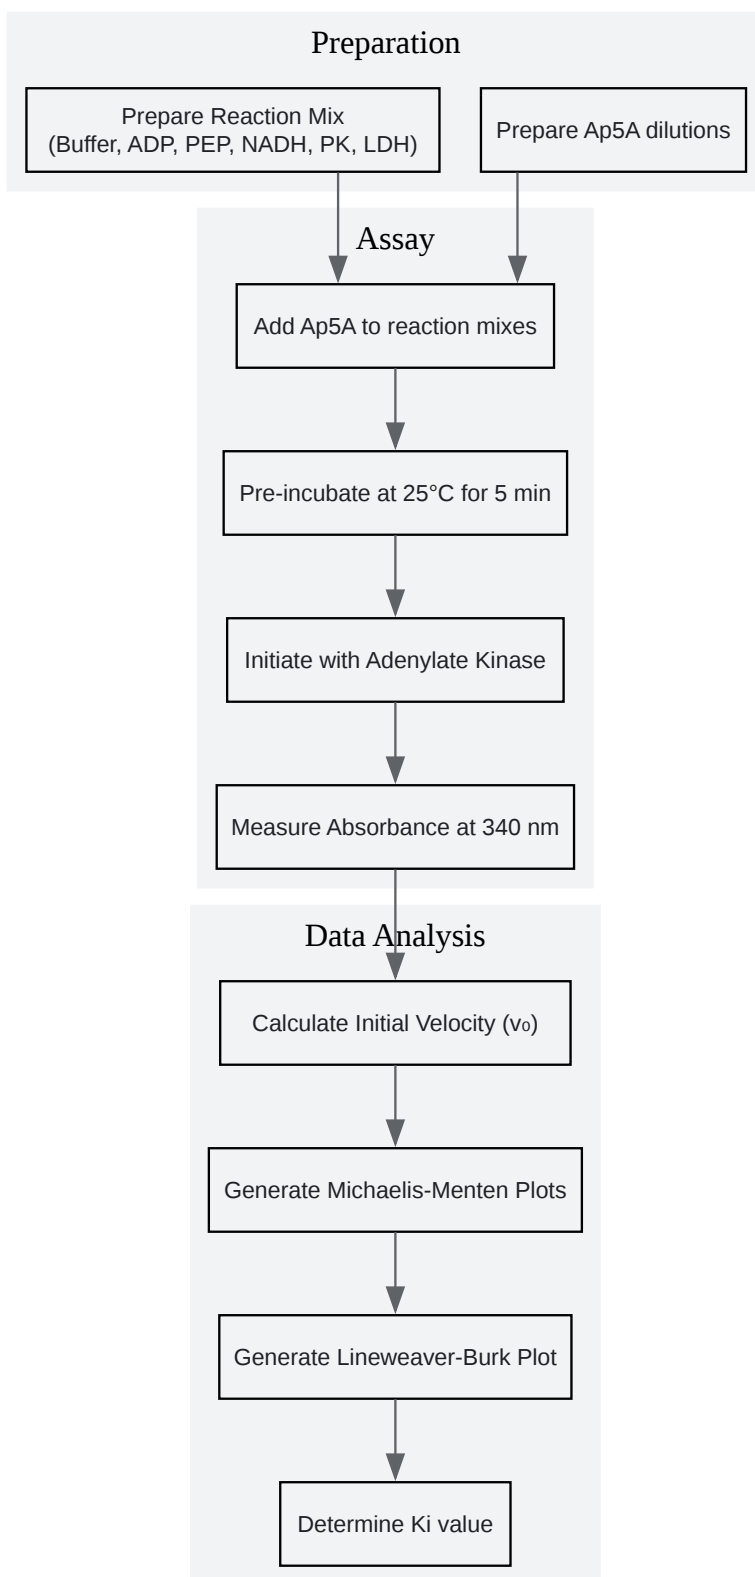 Preparation
Prepare Reaction Mix
(Buffer, ADP, PEP, NADH, PK, LDH)
Prepare Ap5A dilutions
Assay
Add Ap5A to reaction mixes
Pre-incubate at 25°C for 5 min
Initiate with Adenylate Kinase
Measure Absorbance at 340 nm
Data Analysis
Calculate Initial Velocity (v₀)
Generate Michaelis-Menten Plots
Generate Lineweaver-Burk Plot
Determine Ki value